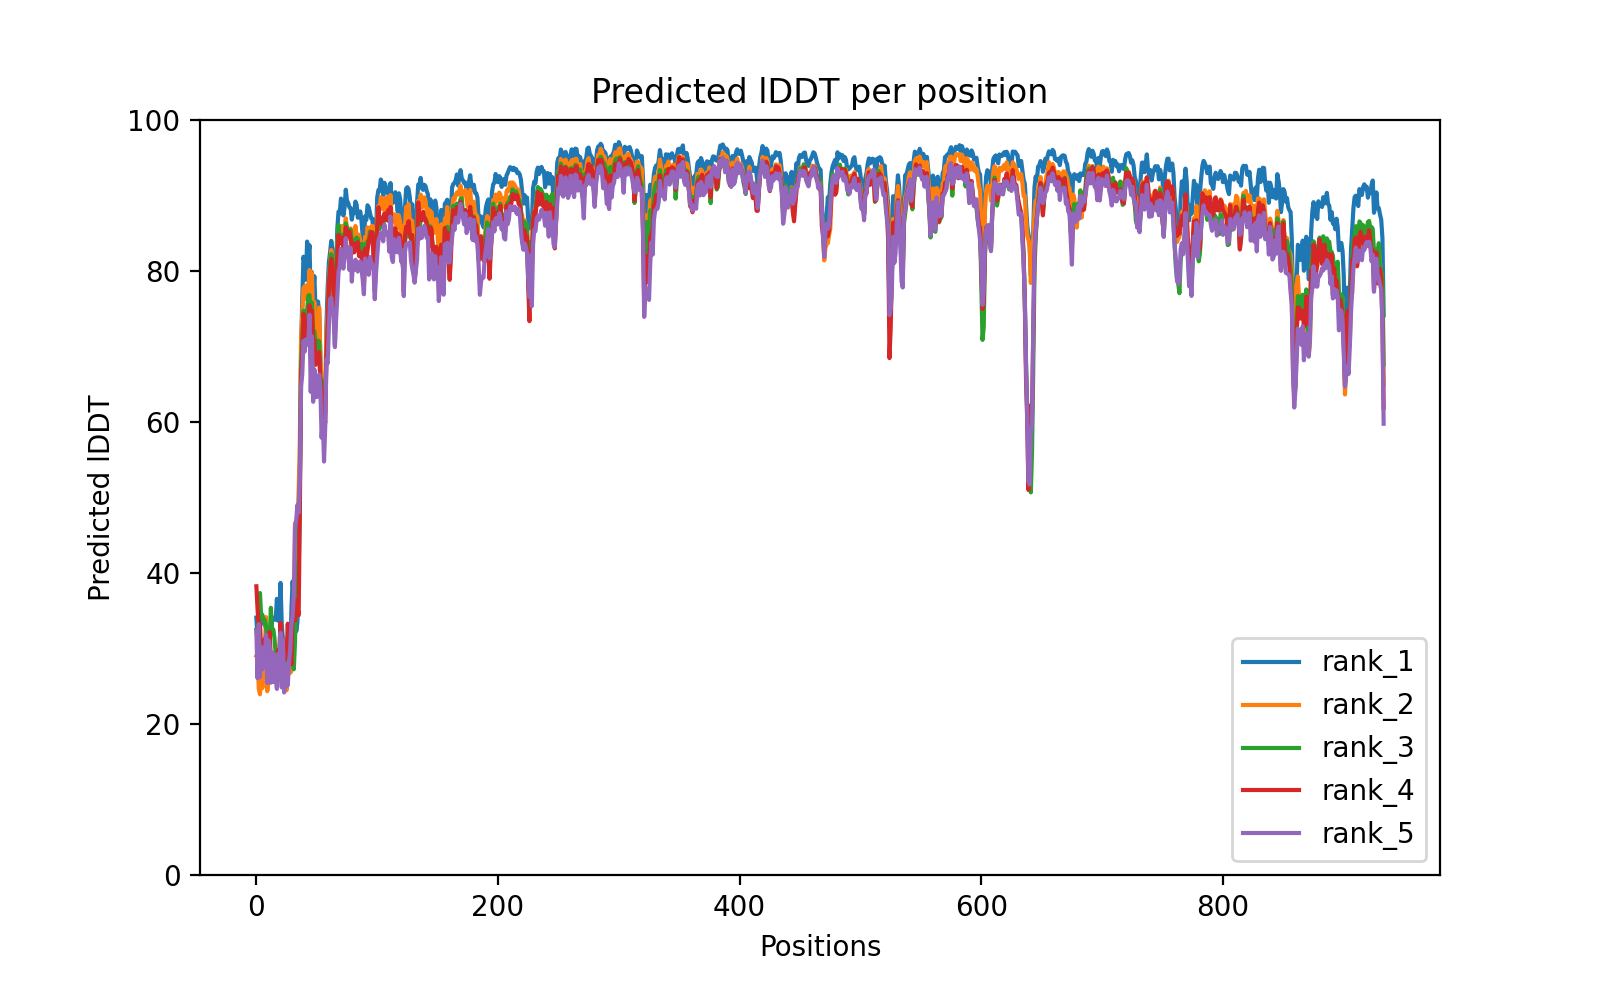 Predicted lDDT per position
100
80
60
40
20
0
Predicted lDDT
0 200 400 600 800
Positions
rank_1
rank_2
rank_3
rank_4
rank_5